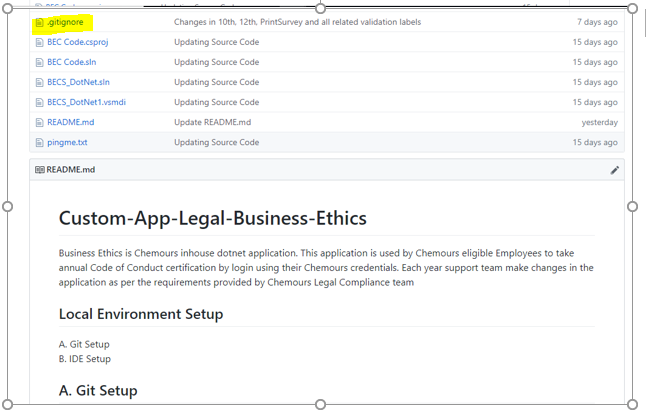 .gitignore Changes in 10th, 12th, PrintSurvey and all related validation labels 7 days ago
BEC Code.csproj Updating Source Code 15 days ago
BEC Code.sln Updating Source Code 15 days ago
BECS_DotNet.sln Updating Source Code 15 days ago
BECS_DotNet1.vsmdi Updating Source Code 15 days ago
README.md Update README.md yesterday
pingme.txt Updating Source Code 15 days ago
README.md
Custom-App-Legal-Business-Ethics
Business Ethics is Chemours inhouse dotnet application. This application is used by Chemours eligible Employees to take
annual Code of Conduct certification by login using their Chemours credentials. Each year support team make changes in the
application as per the requirements provided by Chemours Legal Compliance team
Local Environment Setup
A. Git Setup
B. IDE Setup
A. Git Setup